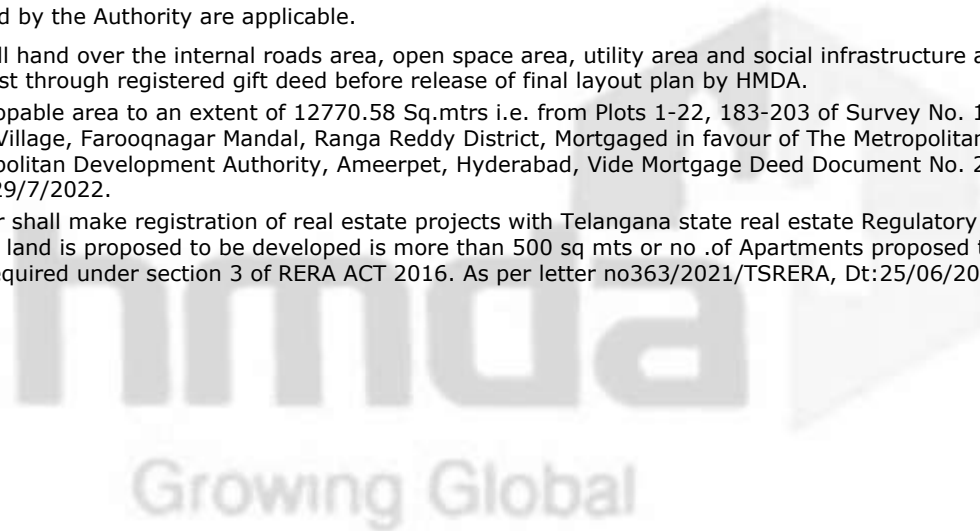 d by the Authority are applicable.
ll hand over the internal roads area, open space area, utility area and social infrastructure a
st through registered gift deed before release of final layout plan by HMDA.
opable area to an extent of 12770.58 Sq.mtrs i.e. from Plots 1-22, 183-203 of Survey No. 1
Village, Farooqnagar Mandal, Ranga Reddy District, Mortgaged in favour of The Metropolitan
politan Development Authority, Ameerpet, Hyderabad, Vide Mortgage Deed Document No. 2
29/7/2022.
r shall make registration of real estate projects with Telangana state real estate Regulatory
land is proposed to be developed is more than 500 sq mts or no .of Apartments proposed t
equired under section 3 of RERA ACT 2016. As per letter no363/2021/TSRERA, Dt:25/06/20
hmda
Growing Global